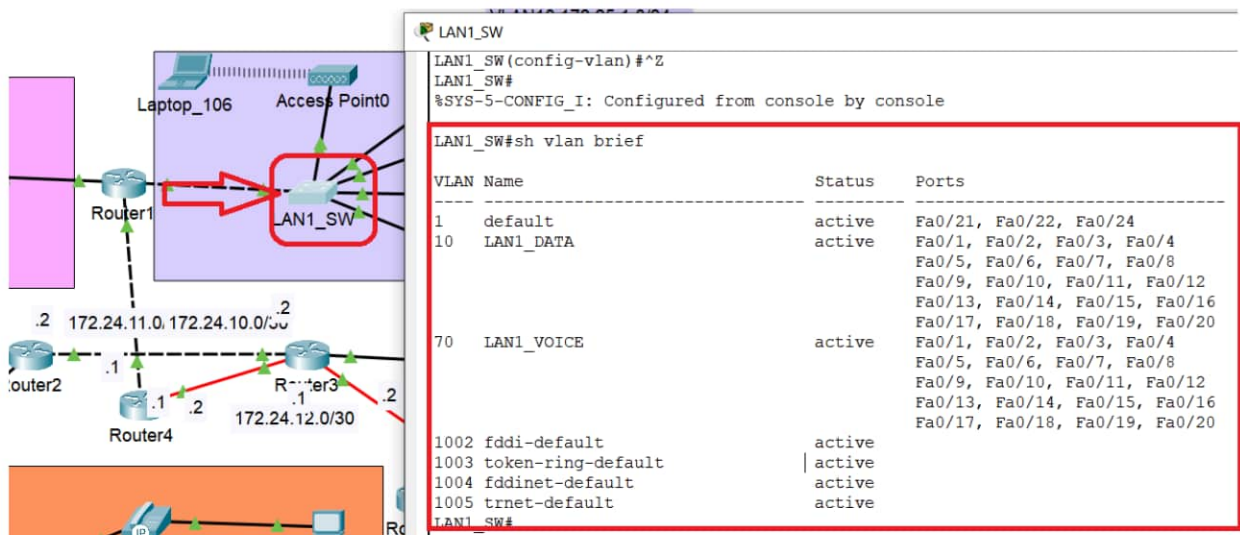 LAN1_SW
LAN1_SW(config-vlan)#^Z
LAN1_SW#
%SYS-5-CONFIG_I: Configured from console by console
LAN1_SW#sh vlan brief
VLAN Name Status Ports
---- -------------------------------- --------- -------------------------------
1 default active Fa0/21, Fa0/22, Fa0/24
10 LAN1_DATA active Fa0/1, Fa0/2, Fa0/3, Fa0/4
Fa0/5, Fa0/6, Fa0/7, Fa0/8
Fa0/9, Fa0/10, Fa0/11, Fa0/12
Fa0/13, Fa0/14, Fa0/15, Fa0/16
Fa0/17, Fa0/18, Fa0/19, Fa0/20
70 LAN1_VOICE active Fa0/1, Fa0/2, Fa0/3, Fa0/4
Fa0/5, Fa0/6, Fa0/7, Fa0/8
Fa0/9, Fa0/10, Fa0/11, Fa0/12
Fa0/13, Fa0/14, Fa0/15, Fa0/16
Fa0/17, Fa0/18, Fa0/19, Fa0/20
1002 fddi-default active
1003 token-ring-default active
1004 fddinet-default active
1005 trnet-default active
LAN1_SW#
Laptop_106
Access Point0
Router1
LAN1_SW
.2 172.24.11.0/ 172.24.10.0/30 .2
.1
outer2
Router3
.1 .2 .1 .2
172.24.12.0/30
Router4
IP
Ro